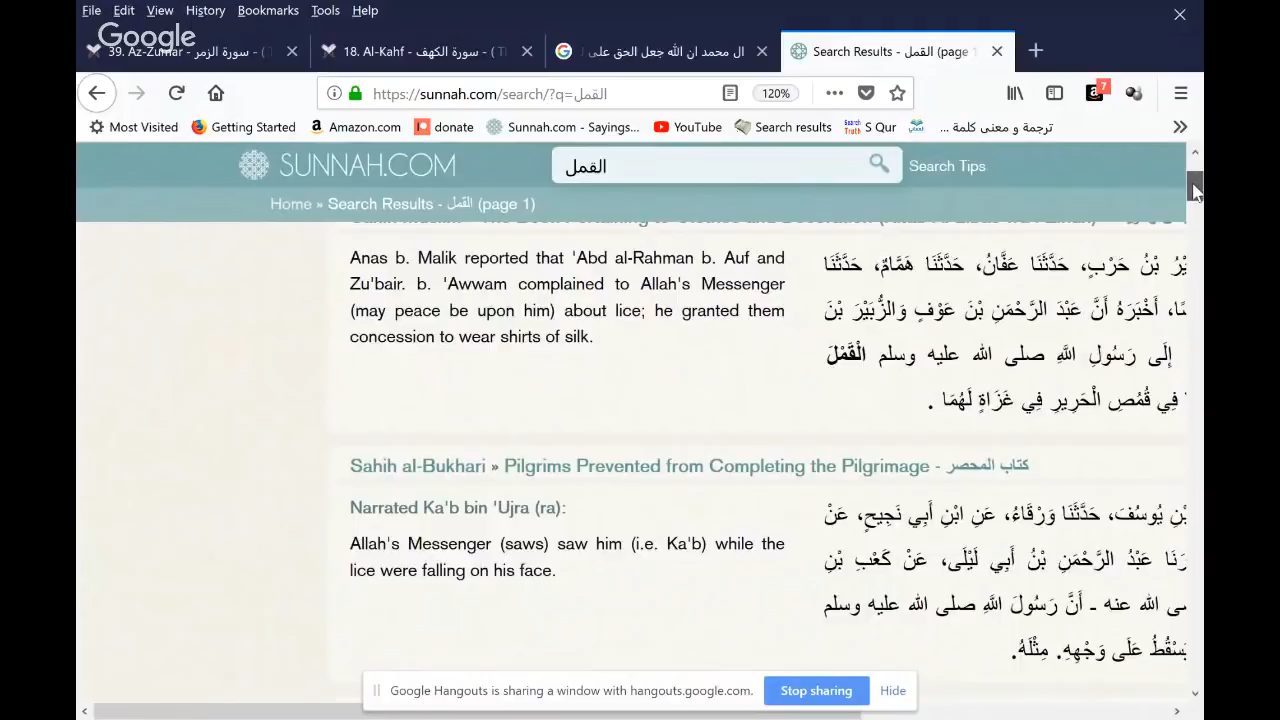 File Edit View History Bookmarks Tools Help
Google
39. Az-Zumar - سورة الزمر - ( T
18. Al-Kahf - سورة الكهف - ( Tl
ال محمد ان الله جعل الحق على ا
Search Results - القمل (page 1
https://sunnah.com/search/?q=القمل
120%
7
Most Visited Getting Started Amazon.com donate Sunnah.com - Sayings... YouTube Search results Search Truth S Qur ترجمة و معنى كلمة ...
SUNNAH.COM
القمل
Search Tips
Home » Search Results - القمل (page 1)
Anas b. Malik reported that 'Abd al-Rahman b. Auf and
Zu'bair. b. 'Awwam complained to Allah's Messenger
(may peace be upon him) about lice; he granted them
concession to wear shirts of silk.
بْنُ حَرْبٍ، حَدَّثَنَا عَفَّانُ، حَدَّثَنَا هَمَّامٌ، حَدَّثَنَا
أَخْبَرَهُ أَنَّ عَبْدَ الرَّحْمَنِ بْنَ عَوْفٍ وَالزُّبَيْرَ بْنَ
إِلَى رَسُولِ اللَّهِ صلى الله عليه وسلم الْقَمْلَ
فِي قُمُصِ الْحَرِيرِ فِي غَزَاةٍ لَهُمَا .
Sahih al-Bukhari » Pilgrims Prevented from Completing the Pilgrimage - كتاب المحصر
Narrated Ka'b bin 'Ujra (ra):
Allah's Messenger (saws) saw him (i.e. Ka'b) while the
lice were falling on his face.
بْنِ يُوسُفَ، حَدَّثَنَا وَرْقَاءُ، عَنِ ابْنِ أَبِي نَجِيحٍ، عَنْ
عَبْدُ الرَّحْمَنِ بْنُ أَبِي لَيْلَى، عَنْ كَعْبِ بْنِ
الله عنه ـ أَنَّ رَسُولَ اللَّهِ صلى الله عليه وسلم
يَسْقُطُ عَلَى وَجْهِهِ. مِثْلَهُ.
Google Hangouts is sharing a window with hangouts.google.com. Stop sharing Hide